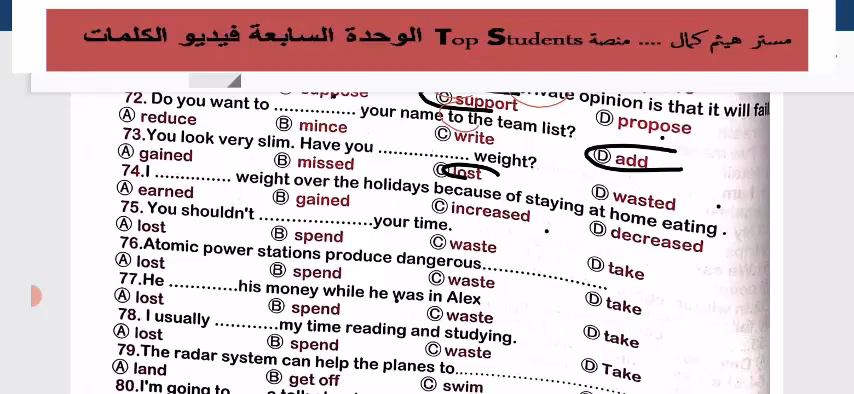 مستر هيثم كمال .... منصة Top Students الوحدة السابعة فيديو الكلمات
opinion is that it will fail
suppose Ⓒ support Ⓓ propose
72. Do you want to ................ your name to the team list?
Ⓐ reduce Ⓑ mince Ⓒ write Ⓓ add
73.You look very slim. Have you .................. weight?
Ⓐ gained Ⓑ missed Ⓒ lost Ⓓ wasted
74.I .............. weight over the holidays because of staying at home eating .
Ⓐ earned Ⓑ gained Ⓒ increased Ⓓ decreased
75. You shouldn't .....................your time.
Ⓐ lost Ⓑ spend Ⓒ waste Ⓓ take
76.Atomic power stations produce dangerous.......................
Ⓐ lost Ⓑ spend Ⓒ waste Ⓓ take
77.He .............his money while he was in Alex
Ⓐ lost Ⓑ spend Ⓒ waste Ⓓ take
78. I usually ............my time reading and studying.
Ⓐ lost Ⓑ spend Ⓒ waste Ⓓ Take
79.The radar system can help the planes to.......................
Ⓐ land Ⓑ get off Ⓒ swim
80.I'm going to